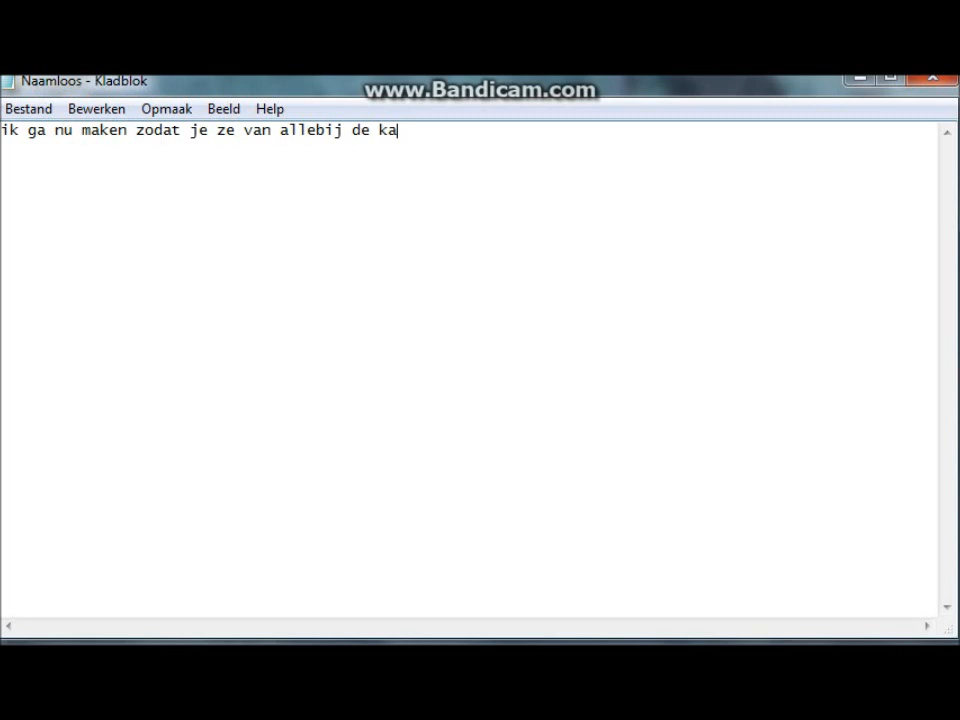 Naamloos - Kladblok
www.Bandicam.com
Bestand Bewerken Opmaak Beeld Help
ik ga nu maken zodat je ze van allebij de ka